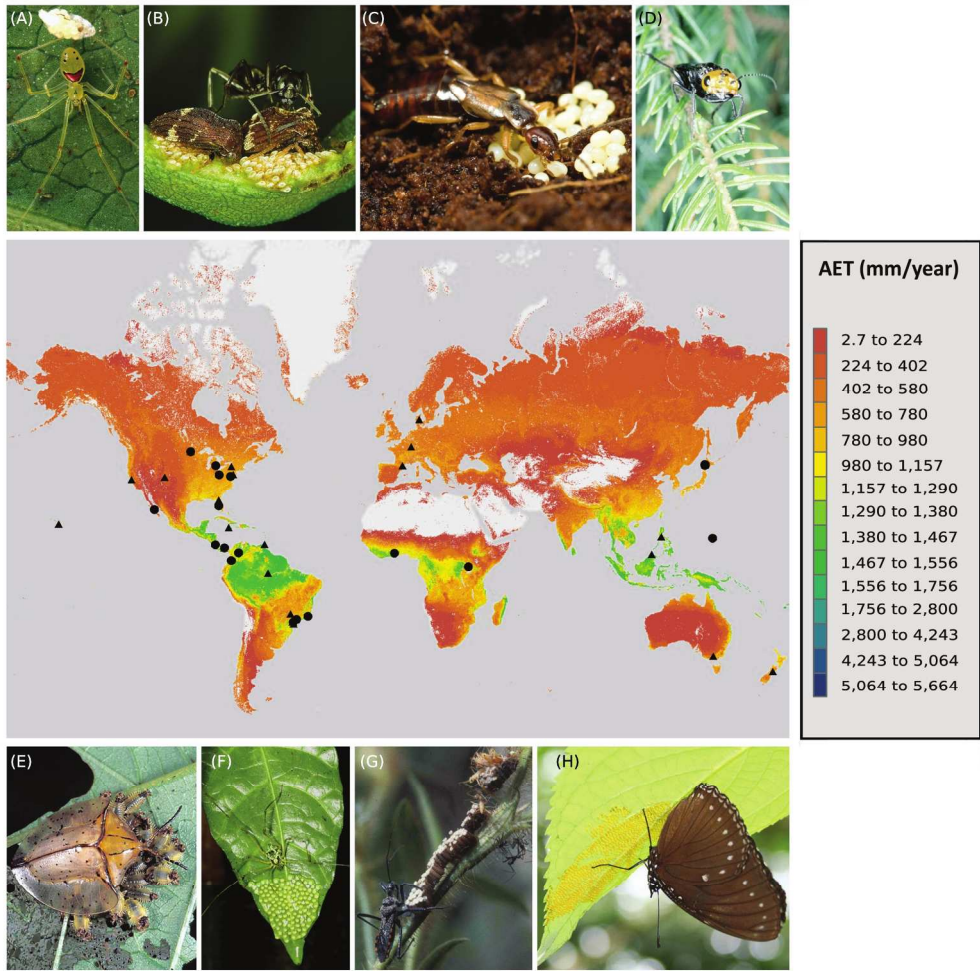 (A)
(B)
(C)
(D)
AET (mm/year)
2.7 to 224
224 to 402
402 to 580
580 to 780
780 to 980
980 to 1,157
1,157 to 1,290
1,290 to 1,380
1,380 to 1,467
1,467 to 1,556
1,556 to 1,756
1,756 to 2,800
2,800 to 4,243
4,243 to 5,064
5,064 to 5,664
(E)
(F)
(G)
(H)